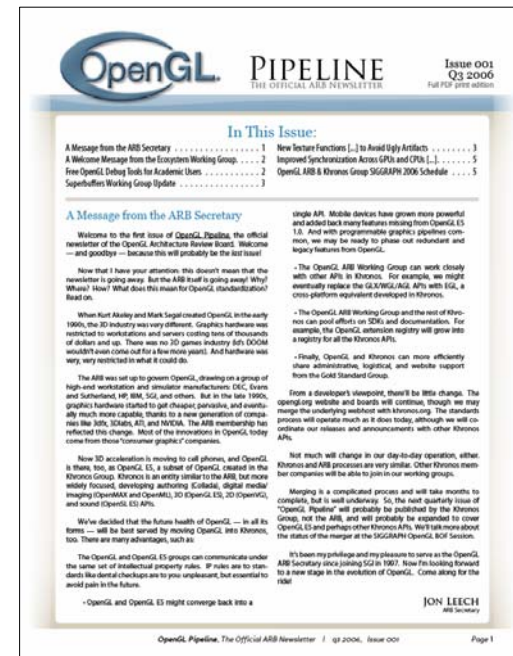 OpenGL®
PIPELINE
THE OFFICIAL ARB NEWSLETTER
Issue 001
Q3 2006
Full PDF print edition
In This Issue:
A Message from the ARB Secretary . . . . . . . . . . . . . . . . 1
A Welcome Message from the Ecosystem Working Group. . . . . 2
Free OpenGL Debug Tools for Academic Users . . . . . . . . . . 2
Superbuffers Working Group Update . . . . . . . . . . . . . . . 3
New Texture Functions [...] to Avoid Ugly Artifacts . . . . . . . . 3
Improved Synchronization Across GPUs and CPUs [...]. . . . . . . 5
OpenGL ARB & Khronos Group SIGGRAPH 2006 Schedule . . . . 5
A Message from the ARB Secretary
Welcome to the first issue of OpenGL Pipeline, the official
newsletter of the OpenGL Architecture Review Board. Welcome
— and goodbye — because this will probably be the last issue!
Now that I have your attention: this doesn't mean that the
newsletter is going away. But the ARB itself is going away! Why?
Where? How? What does this mean for OpenGL standardization?
Read on.
When Kurt Akeley and Mark Segal created OpenGL in the early
1990s, the 3D industry was very different. Graphics hardware was
restricted to workstations and servers costing tens of thousands
of dollars and up. There was no 3D games industry (Id's DOOM
wouldn't even come out for a few more years). And hardware was
very, very restricted in what it could do.
The ARB was set up to govern OpenGL, drawing on a group of
high-end workstation and simulator manufacturers: DEC, Evans
and Sutherland, HP, IBM, SGI, and others. But in the late 1990s,
graphics hardware started to get cheaper, pervasive, and eventu-
ally much more capable, thanks to a new generation of compa-
nies like 3dfx, 3Dlabs, ATI, and NVIDIA. The ARB membership has
reflected this change. Most of the innovations in OpenGL today
come from those "consumer graphics" companies.
Now 3D acceleration is moving to cell phones, and OpenGL
is there, too, as OpenGL ES, a subset of OpenGL created in the
Khronos Group. Khronos is an entity similar to the ARB, but more
widely focused, developing authoring (Collada), digital media/
imaging (OpenMAX and OpenML), 3D (OpenGL ES), 2D (OpenVG),
and sound (OpenSL ES) APIs.
We've decided that the future health of OpenGL — in all its
forms — will be best served by moving OpenGL into Khronos,
too. There are many advantages, such as:
The OpenGL and OpenGL ES groups can communicate under
the same set of intellectual property rules. IP rules are to stan-
dards like dental checkups are to you: unpleasant, but essential to
avoid pain in the future.
• OpenGL and OpenGL ES might converge back into a
single API. Mobile devices have grown more powerful
and added back many features missing from OpenGL ES
1.0. And with programmable graphics pipelines com-
mon, we may be ready to phase out redundant and
legacy features from OpenGL.
• The OpenGL ARB Working Group can work closely
with other APIs in Khronos. For example, we might
eventually replace the GLX/WGL/AGL APIs with EGL, a
cross-platform equivalent developed in Khronos.
• The OpenGL ARB Working Group and the rest of Khro-
nos can pool efforts on SDKs and documentation. For
example, the OpenGL extension registry will grow into
a registry for all the Khronos APIs.
• Finally, OpenGL and Khronos can more efficiently
share administrative, logistical, and website support
from the Gold Standard Group.
From a developer's viewpoint, there'll be little change. The
opengl.org website and boards will continue, though we may
merge the underlying webhost with khronos.org. The standards
process will operate much as it does today, although we will co-
ordinate our releases and announcements with other Khronos
APIs.
Not much will change in our day-to-day operation, either.
Khronos and ARB processes are very similar. Other Khronos mem-
ber companies will be able to join in our working groups.
Merging is a complicated process and will take months to
complete, but is well underway. So, the next quarterly issue of
"OpenGL Pipeline" will probably be published by the Khronos
Group, not the ARB, and will probably be expanded to cover
OpenGL ES and perhaps other Khronos APIs. We'll talk more about
the status of the merger at the SIGGRAPH OpenGL BOF Session.
It's been my privilege and my pleasure to serve as the OpenGL
ARB Secretary since joining SGI in 1997. Now I'm looking forward
to a new stage in the evolution of OpenGL. Come along for the
ride!
JON LEECH
ARB Secretary
OpenGL Pipeline, The Official ARB Newsletter | Q3 2006, Issue 001
Page 1